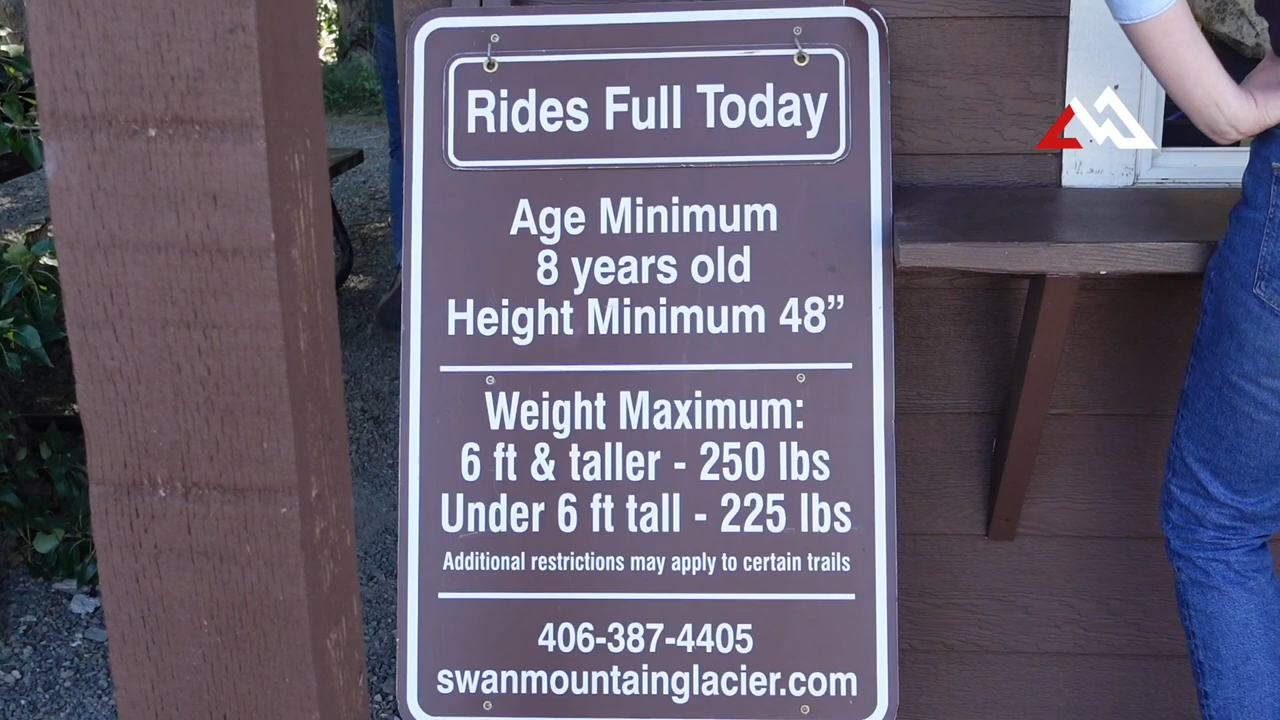 Rides Full Today
Age Minimum
8 years old
Height Minimum 48”
Weight Maximum:
6 ft & taller - 250 lbs
Under 6 ft tall - 225 lbs
Additional restrictions may apply to certain trails
406-387-4405
swanmountainglacier.com